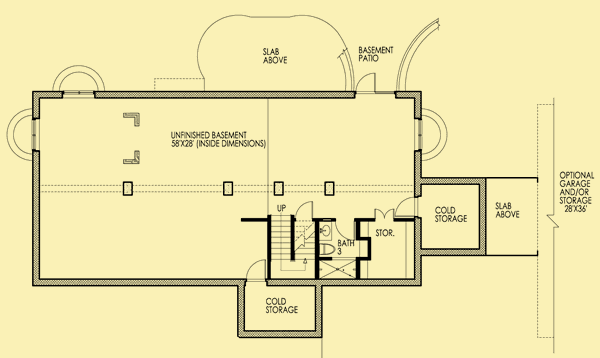 SLAB
ABOVE
BASEMENT
PATIO
UNFINISHED BASEMENT
58'X28' (INSIDE DIMENSIONS)
OPTIONAL
GARAGE
AND/OR
STORAGE
28'X36'
UP
COLD
STORAGE
SLAB
ABOVE
STOR.
BATH
3
COLD
STORAGE